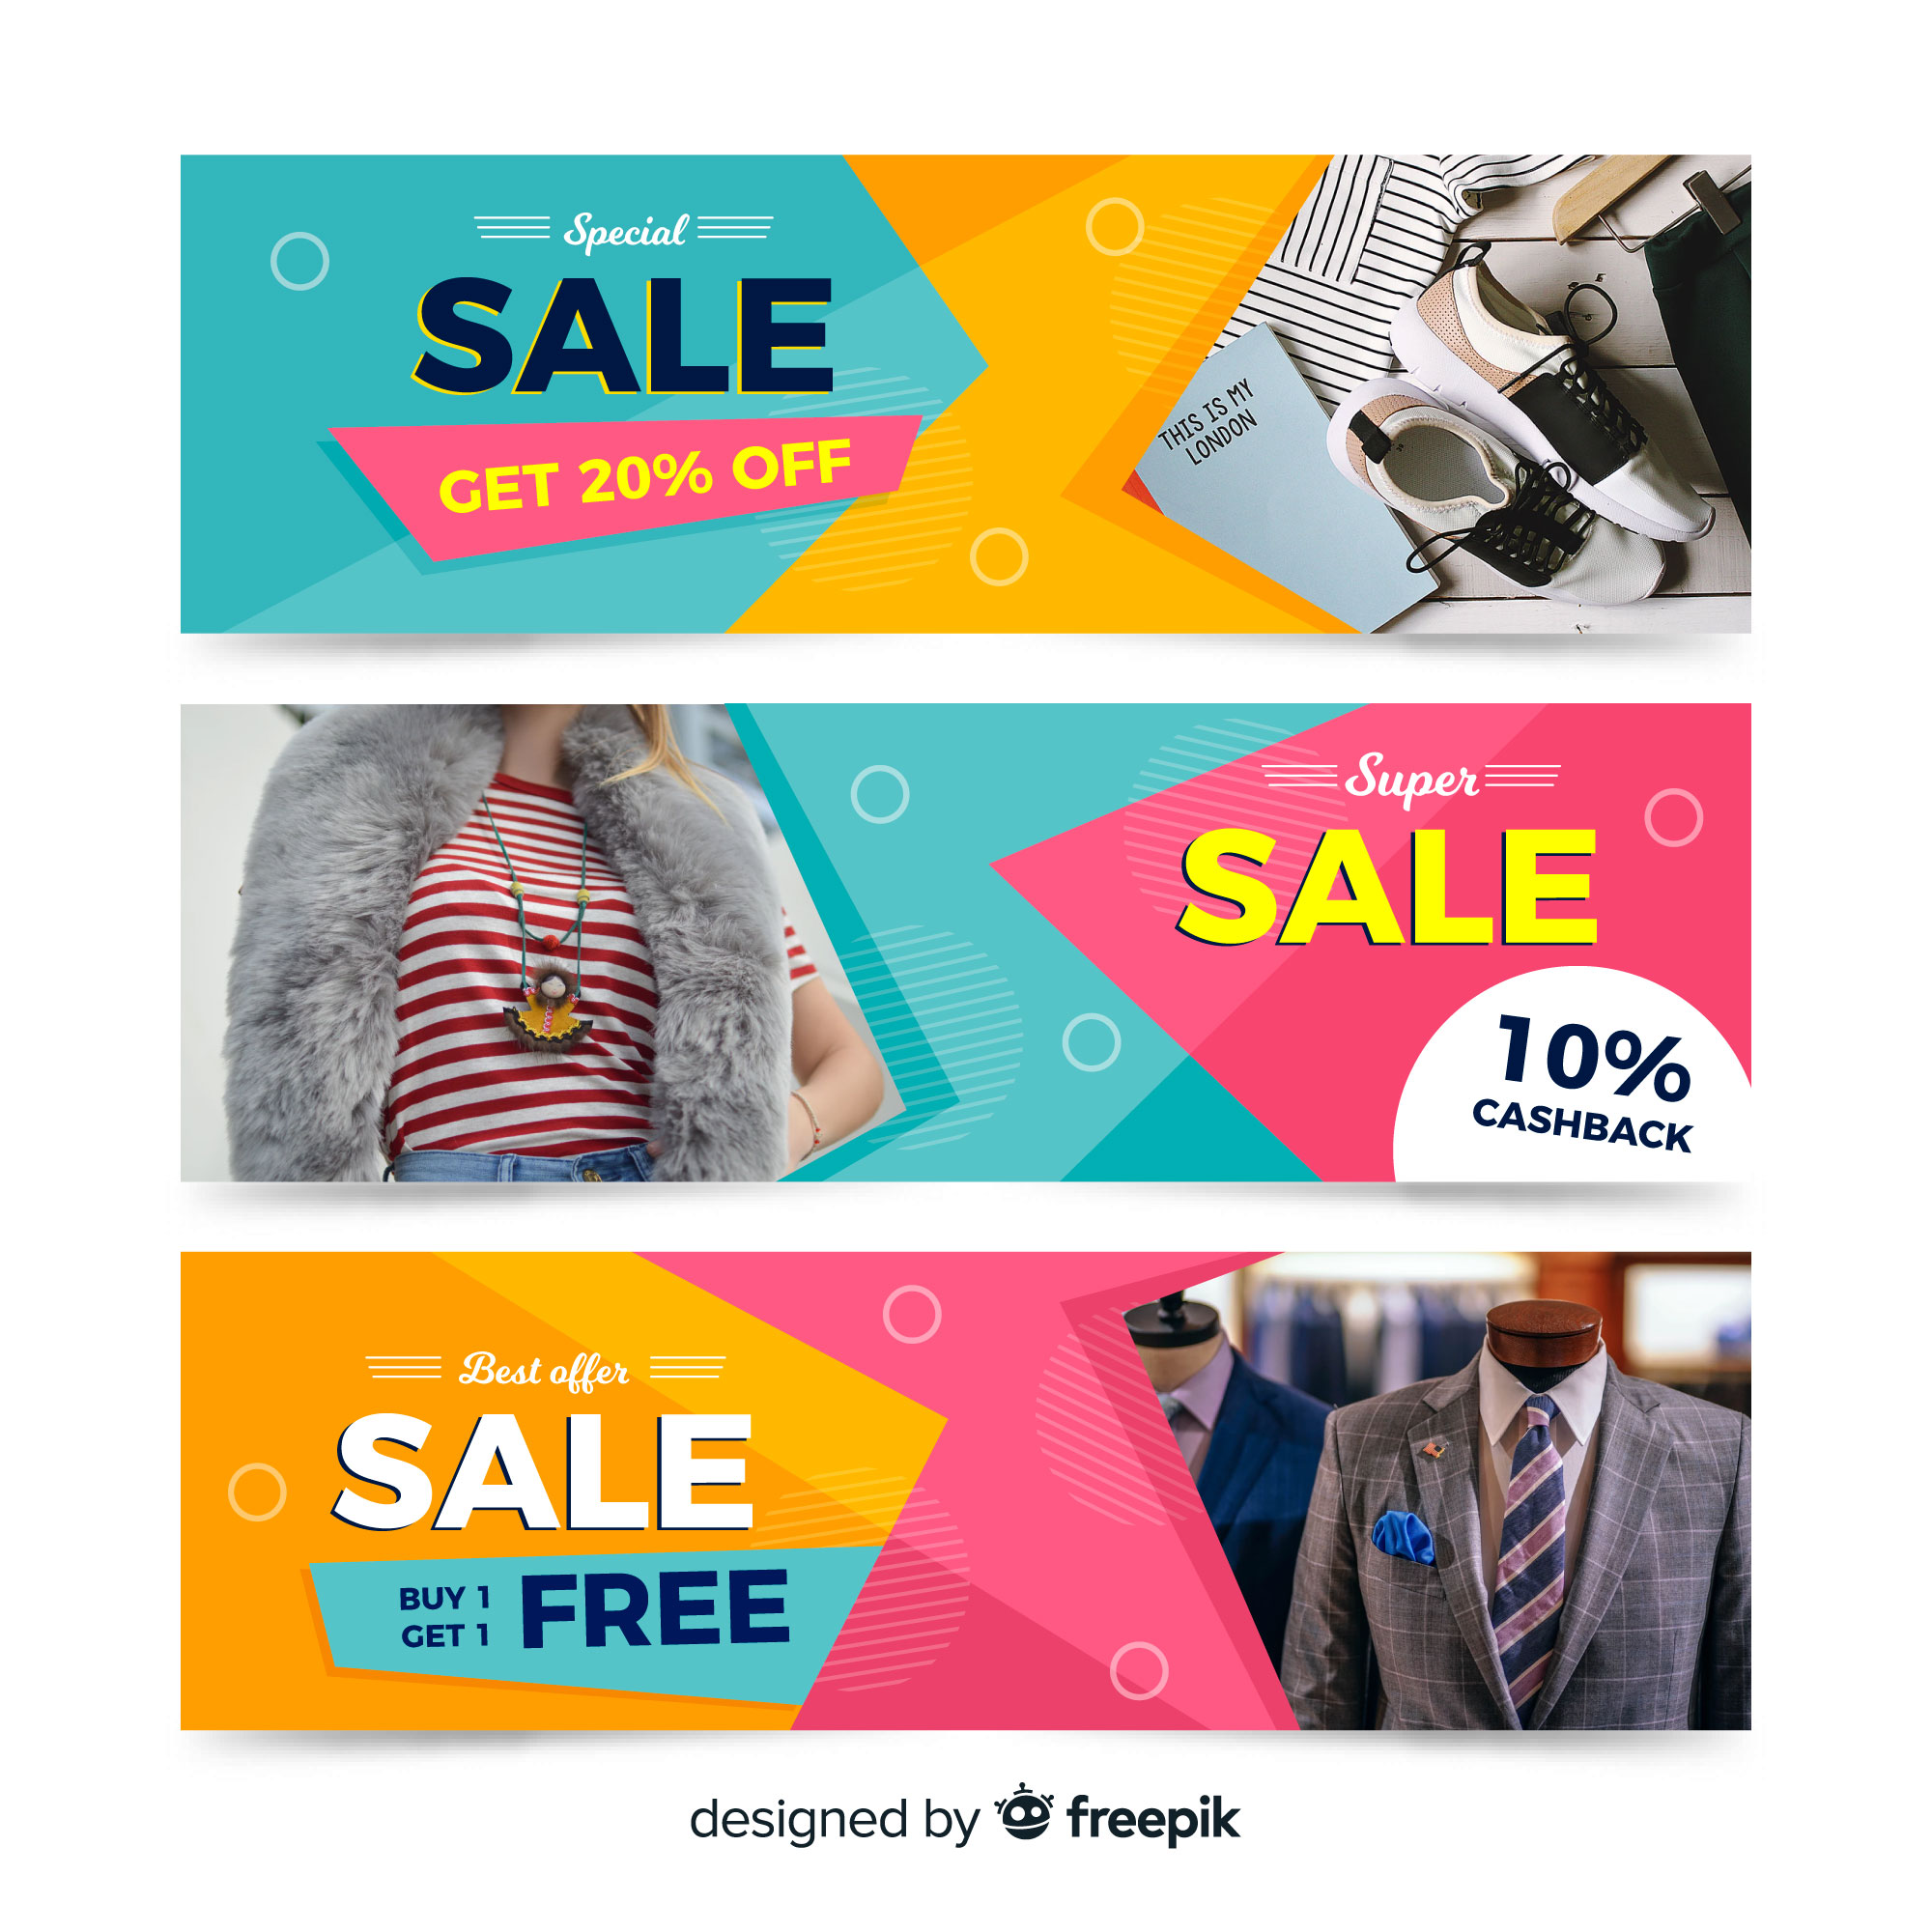 Special
SALE
GET 20% OFF
THIS IS MY
LONDON
Super
SALE
10%
CASHBACK
Best offer
SALE
BUY 1
GET 1
FREE
designed by freepik